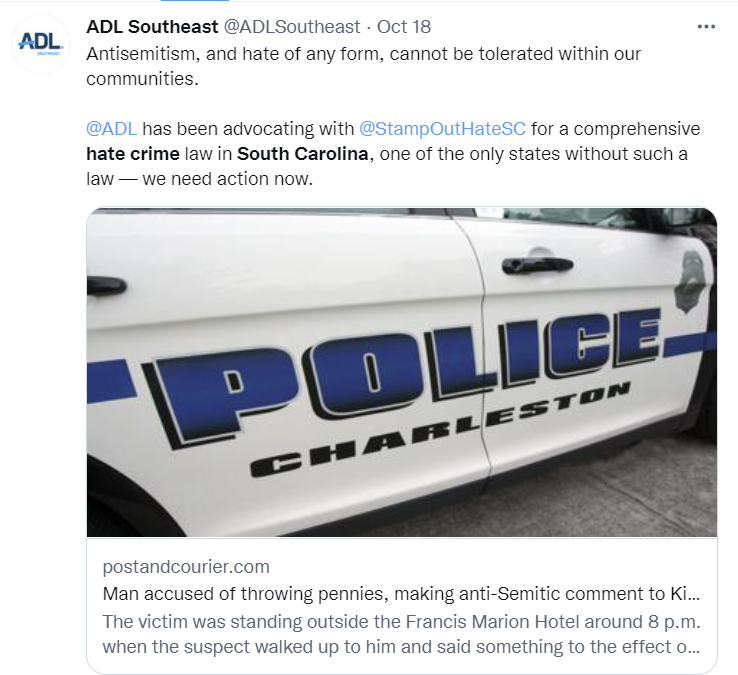 ADL
SOUTHEAST
ADL Southeast @ADLSoutheast · Oct 18
Antisemitism, and hate of any form, cannot be tolerated within our
communities.
@ADL has been advocating with @StampOutHateSC for a comprehensive
hate crime law in South Carolina, one of the only states without such a
law — we need action now.
POLICE
CHARLESTON
postandcourier.com
Man accused of throwing pennies, making anti-Semitic comment to Ki...
The victim was standing outside the Francis Marion Hotel around 8 p.m.
when the suspect walked up to him and said something to the effect o...